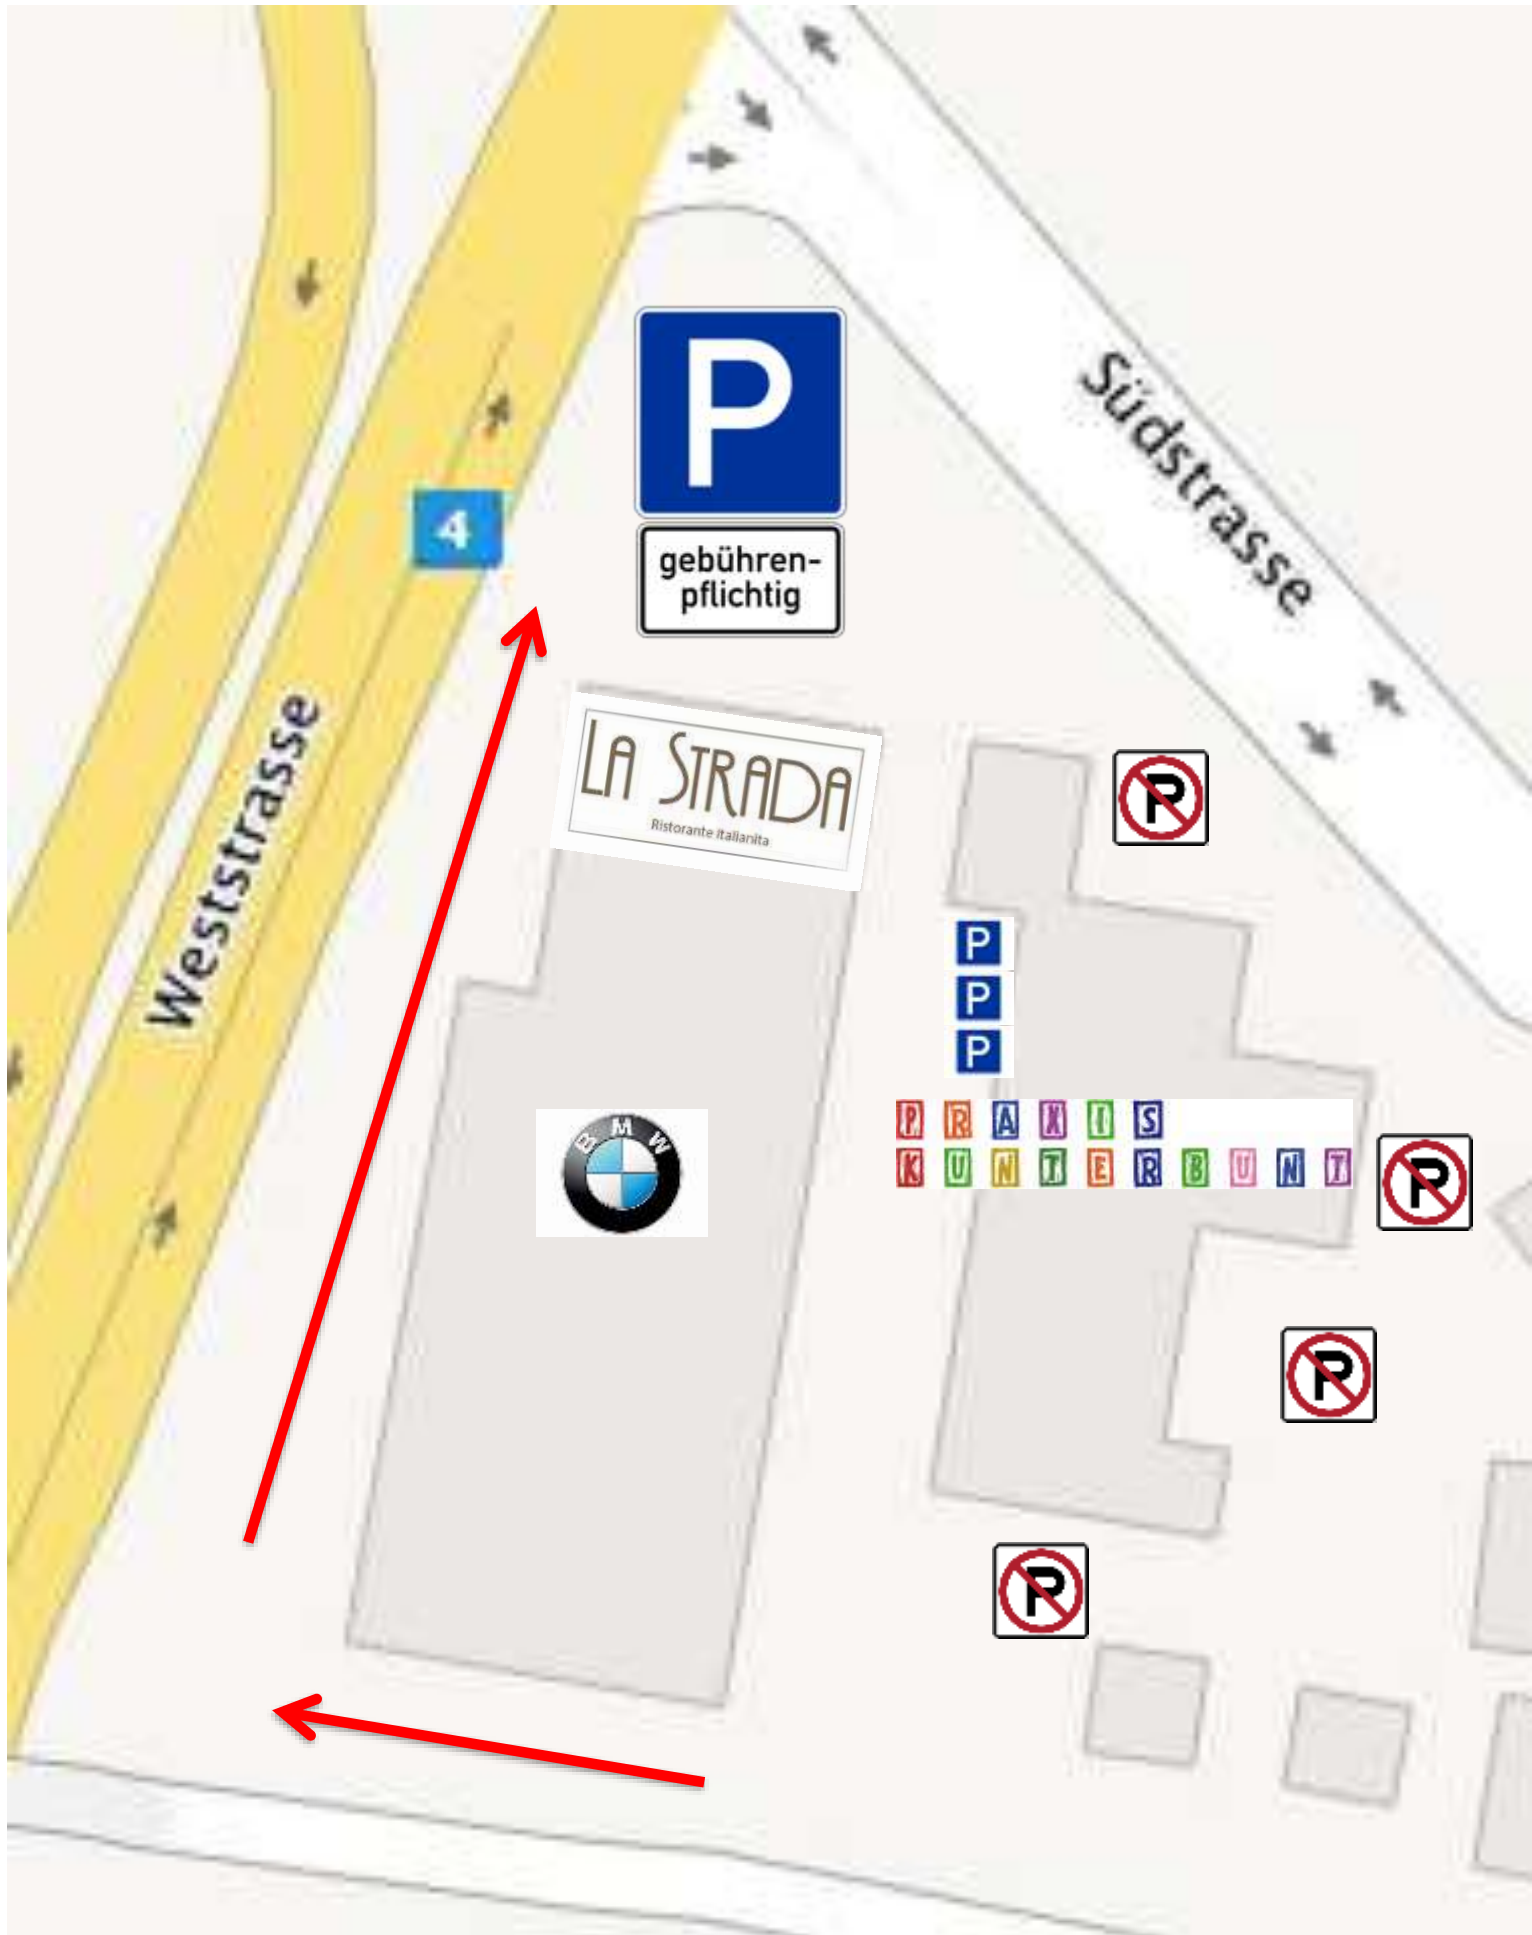 P
gebühren-
pflichtig
Südstrasse
4
Weststrasse
LA STRADA
Ristorante Italianita
P
P
P
P
PRAXIS
KUNTERBUNT
BMW
P
P
P